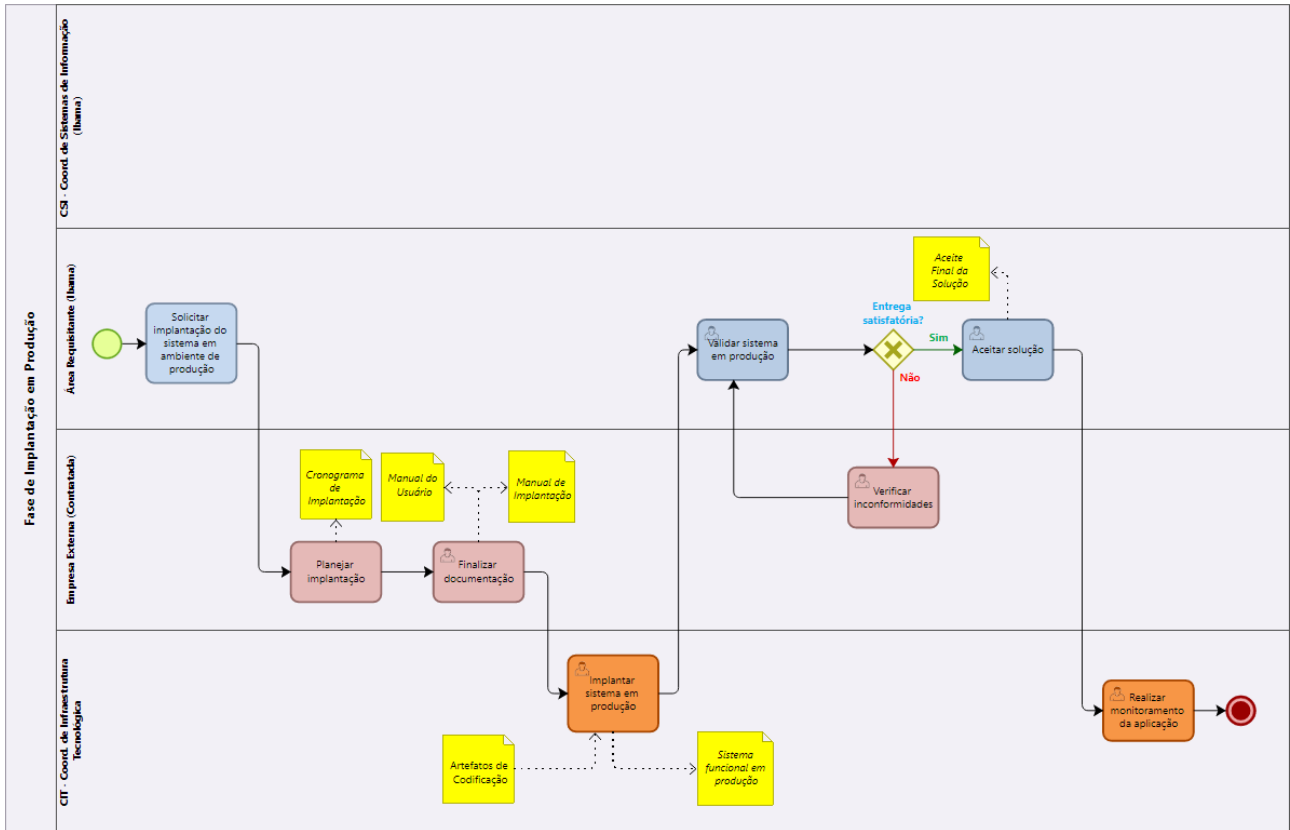 Fase de Implantação em Produção
CSI - Coord. de Sistemas de Informação
(Ibama)
Área Requisitante (Ibama)
Solicitar
implantação do
sistema em
ambiente de
produção
Validar sistema
em produção
Entrega
satisfatória?
Sim
Não
Aceitar solução
Aceite
Final da
Solução
Empresa Externa (Contratada)
Cronograma
de
Implantação
Manual do
Usuário
Manual de
Implantação
Planejar
implantação
Finalizar
documentação
Verificar
inconformidades
CIT - Coord. de Infraestrutura
Tecnológica
Implantar
sistema em
produção
Artefatos de
Codificação
Sistema
funcional em
produção
Realizar
monitoramento
da aplicação